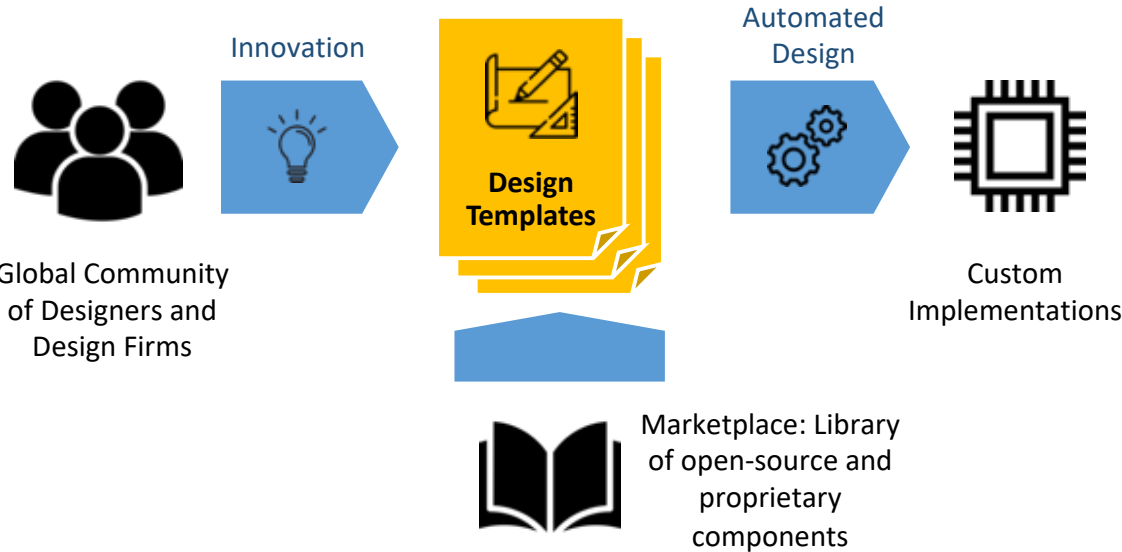 Innovation
Automated
Design
Design
Templates
Global Community
of Designers and
Design Firms
Custom
Implementations
Marketplace: Library
of open-source and
proprietary
components